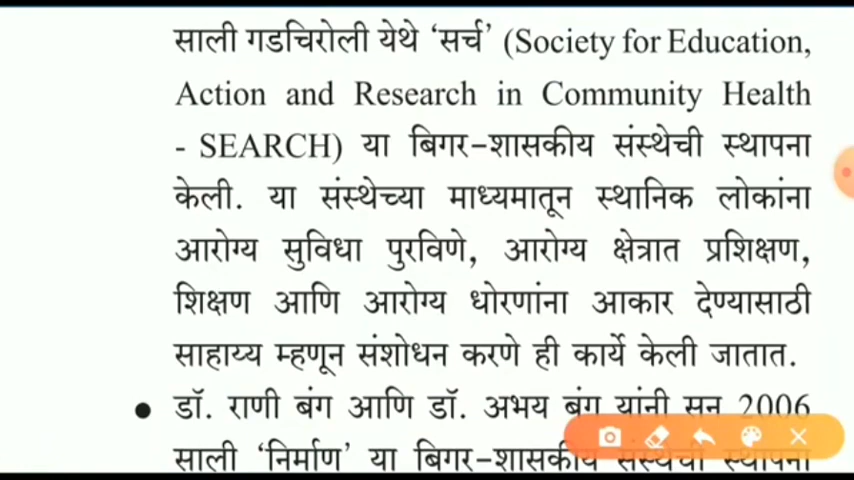 साली गडचिरोली येथे ‘सर्च’ (Society for Education,
Action and Research in Community Health
- SEARCH) या बिगर-शासकीय संस्थेची स्थापना
केली. या संस्थेच्या माध्यमातून स्थानिक लोकांना
आरोग्य सुविधा पुरविणे, आरोग्य क्षेत्रात प्रशिक्षण,
शिक्षण आणि आरोग्य धोरणांना आकार देण्यासाठी
साहाय्य म्हणून संशोधन करणे ही कार्ये केली जातात.
● डॉ. राणी बंग आणि डॉ. अभय बंग यांनी सन 2006
साली ‘निर्माण’ या बिगर-शासकीय संस्थेची स्थापना